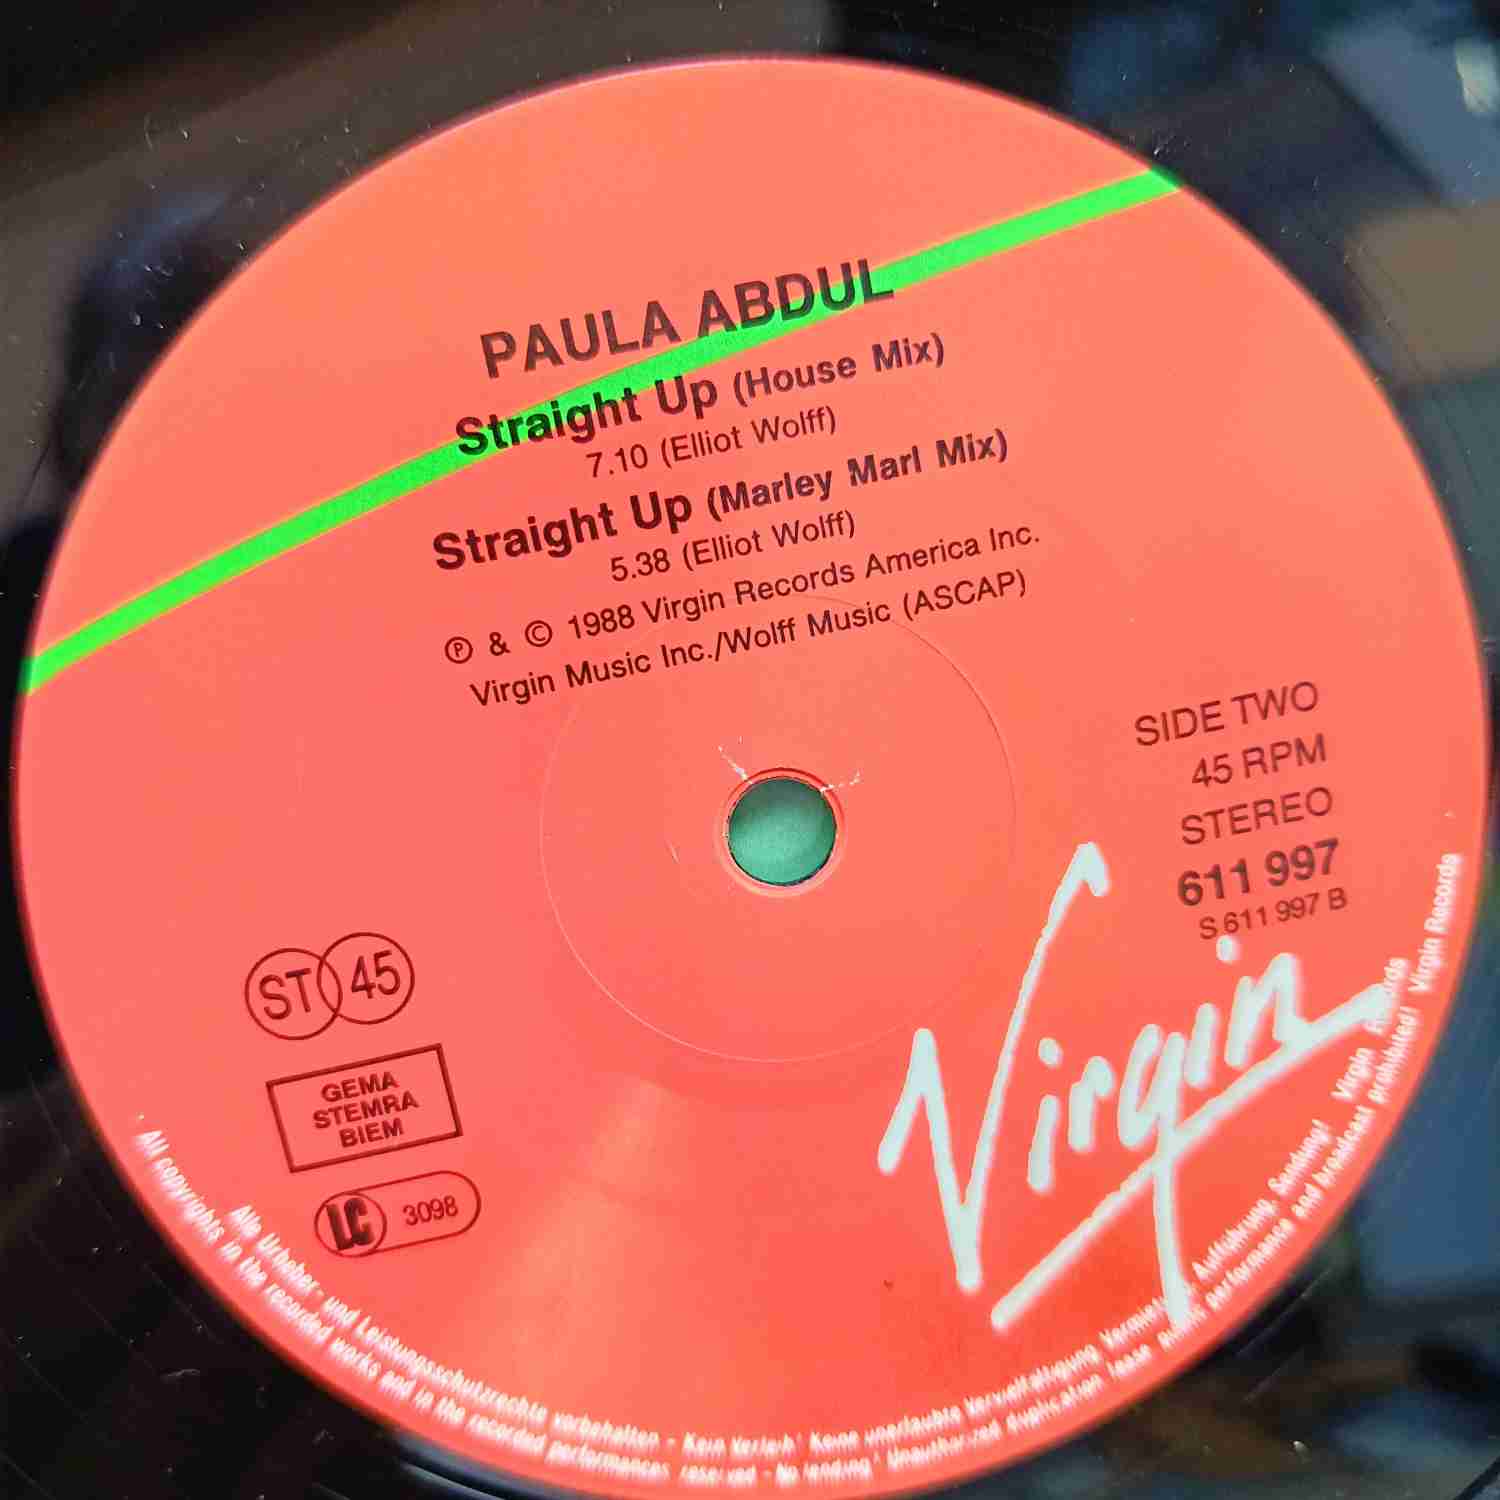 PAULA ABDUL
Straight Up (House Mix)
7.10 (Elliot Wolff)
Straight Up (Marley Marl Mix)
5.38 (Elliot Wolff)
℗ & © 1988 Virgin Records America Inc.
Virgin Music Inc./Wolff Music (ASCAP)
SIDE TWO
45 RPM
STEREO
611 997
S 611 997 B
ST 45
GEMA
STEMRA
BIEM
LC 3098
Virgin
Alle Urheber- und Leistungsschutzrechte vorbehalten - Kein Verleih! Keine unerlaubte Vervielfältigung, Vermietung, Aufführung, Sendung! Virgin Records
All copyrights in the recorded works and in the recorded performances reserved - No lending! Unauthorized duplication, lease, public performance and broadcast prohibited! Virgin Records